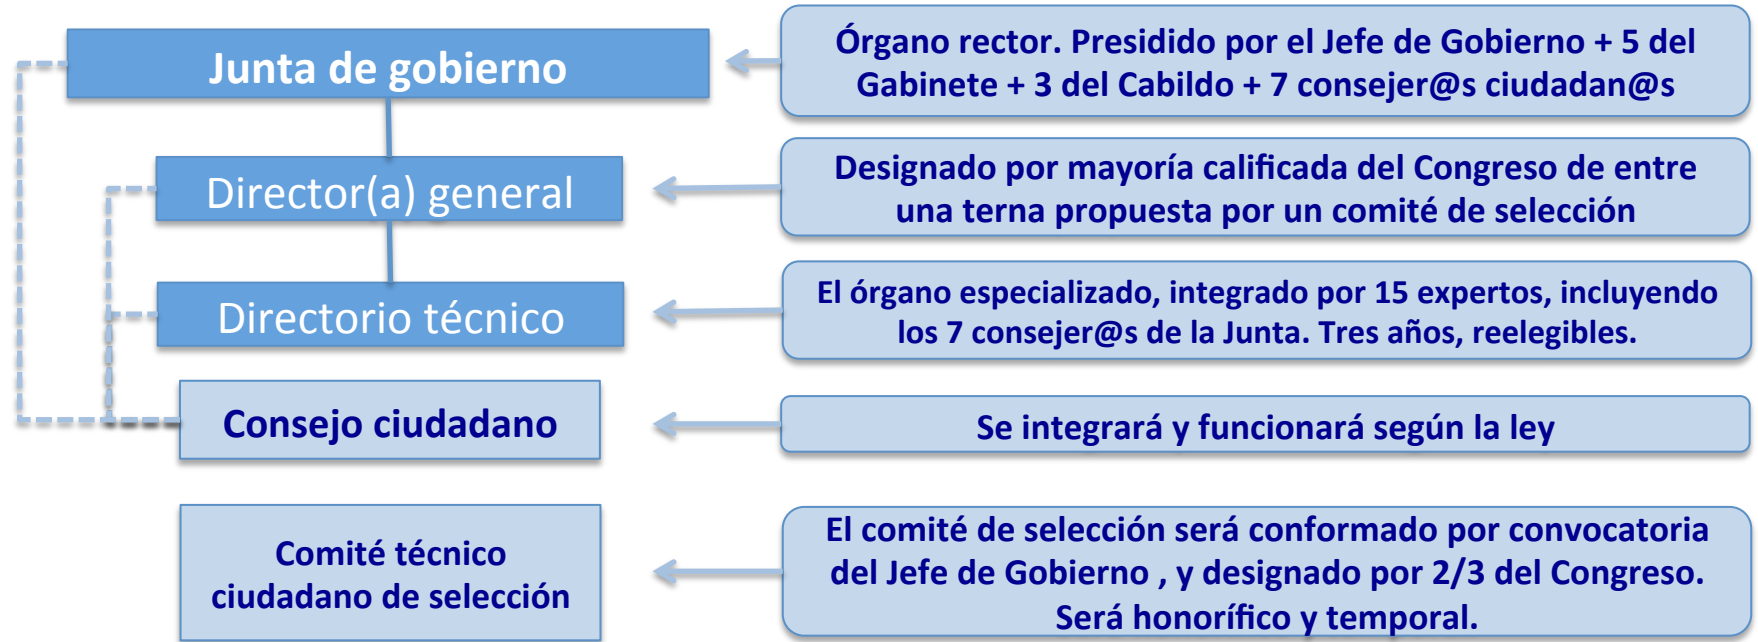 Junta de gobierno
Órgano rector. Presidido por el Jefe de Gobierno + 5 del
Gabinete + 3 del Cabildo + 7 consejer@s ciudadan@s
Director(a) general
Designado por mayoría calificada del Congreso de entre
una terna propuesta por un comité de selección
Directorio técnico
El órgano especializado, integrado por 15 expertos, incluyendo
los 7 consejer@s de la Junta. Tres años, reelegibles.
Consejo ciudadano
Se integrará y funcionará según la ley
Comité técnico
ciudadano de selección
El comité de selección será conformado por convocatoria
del Jefe de Gobierno , y designado por 2/3 del Congreso.
Será honorífico y temporal.